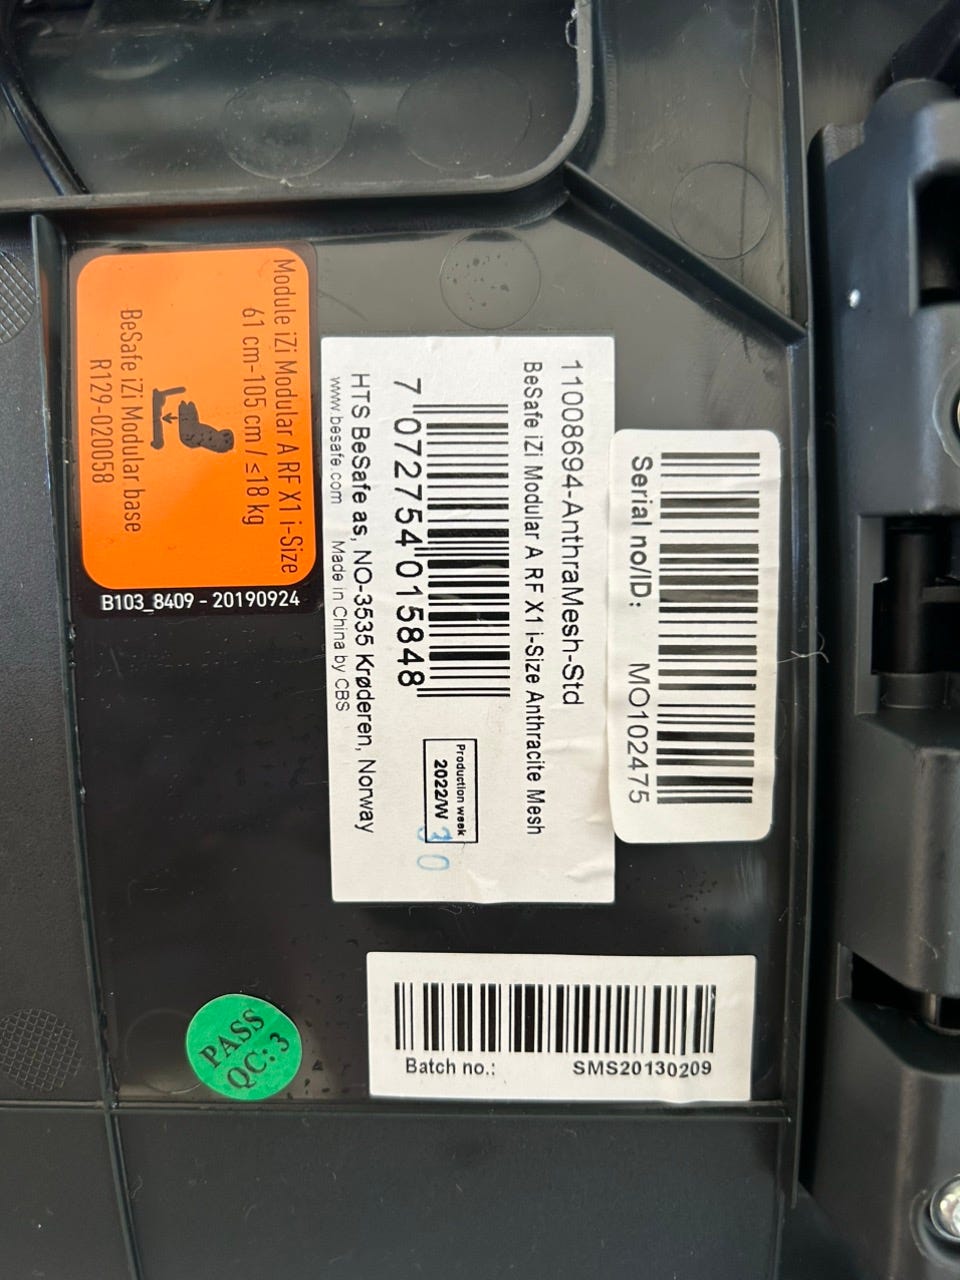 Module iZi Modular A RF X1 i-Size
61 cm-105 cm / ≤18 kg
BeSafe iZi Modular base
R129-020058
B103_8409 - 20190924
Serial no/ID: MO102475
11008694-AnthraMesh-Std
BeSafe iZi Modular A RF X1 i-Size Anthracite Mesh
7 072754 015848
Production week
2022/W 30
HTS BeSafe as, NO-3535 Krøderen, Norway
www.besafe.com Made in China by CBS
Batch no.: SMS20130209
PASS
QC: 3